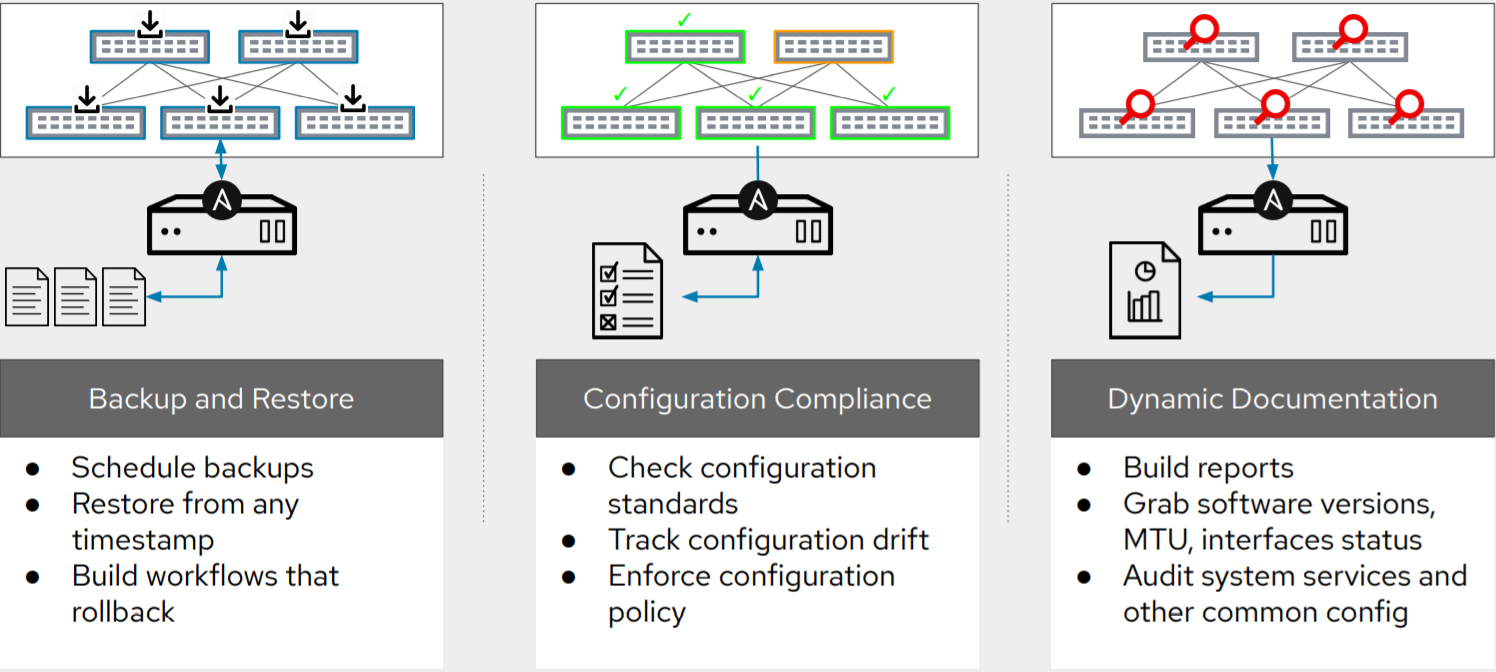 Backup and Restore
● Schedule backups
● Restore from any
timestamp
● Build workflows that
rollback
Configuration Compliance
● Check configuration
standards
● Track configuration drift
● Enforce configuration
policy
Dynamic Documentation
● Build reports
● Grab software versions,
MTU, interfaces status
● Audit system services and
other common config